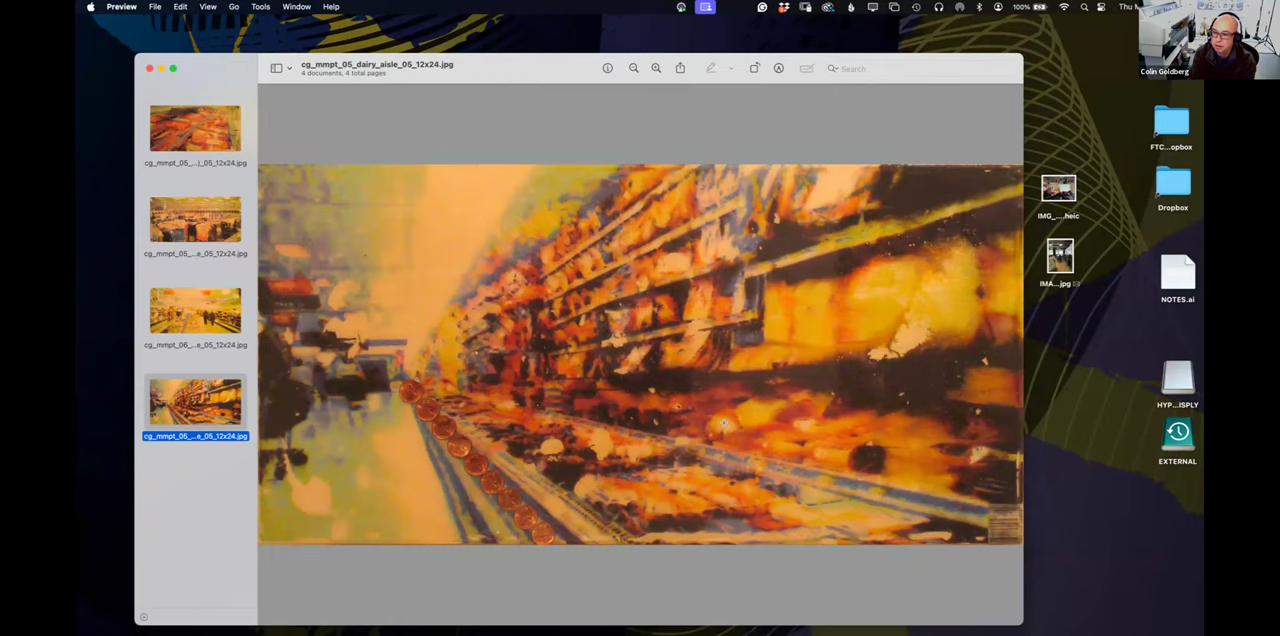 Preview File Edit View Go Tools Window Help
100%
Thu
Colin Goldberg
cg_mmpt_05_dairy_aisle_05_12x24.jpg
4 documents, 4 total pages
Search
cg_mmpt_05_...)_05_12x24.jpg
cg_mmpt_05_...e_05_12x24.jpg
cg_mmpt_06_...e_05_12x24.jpg
cg_mmpt_05_...e_05_12x24.jpg
IMG_....heic
IMA...jpg
FTC...opbox
Dropbox
NOTES.ai
HYP...ISPLY
EXTERNAL